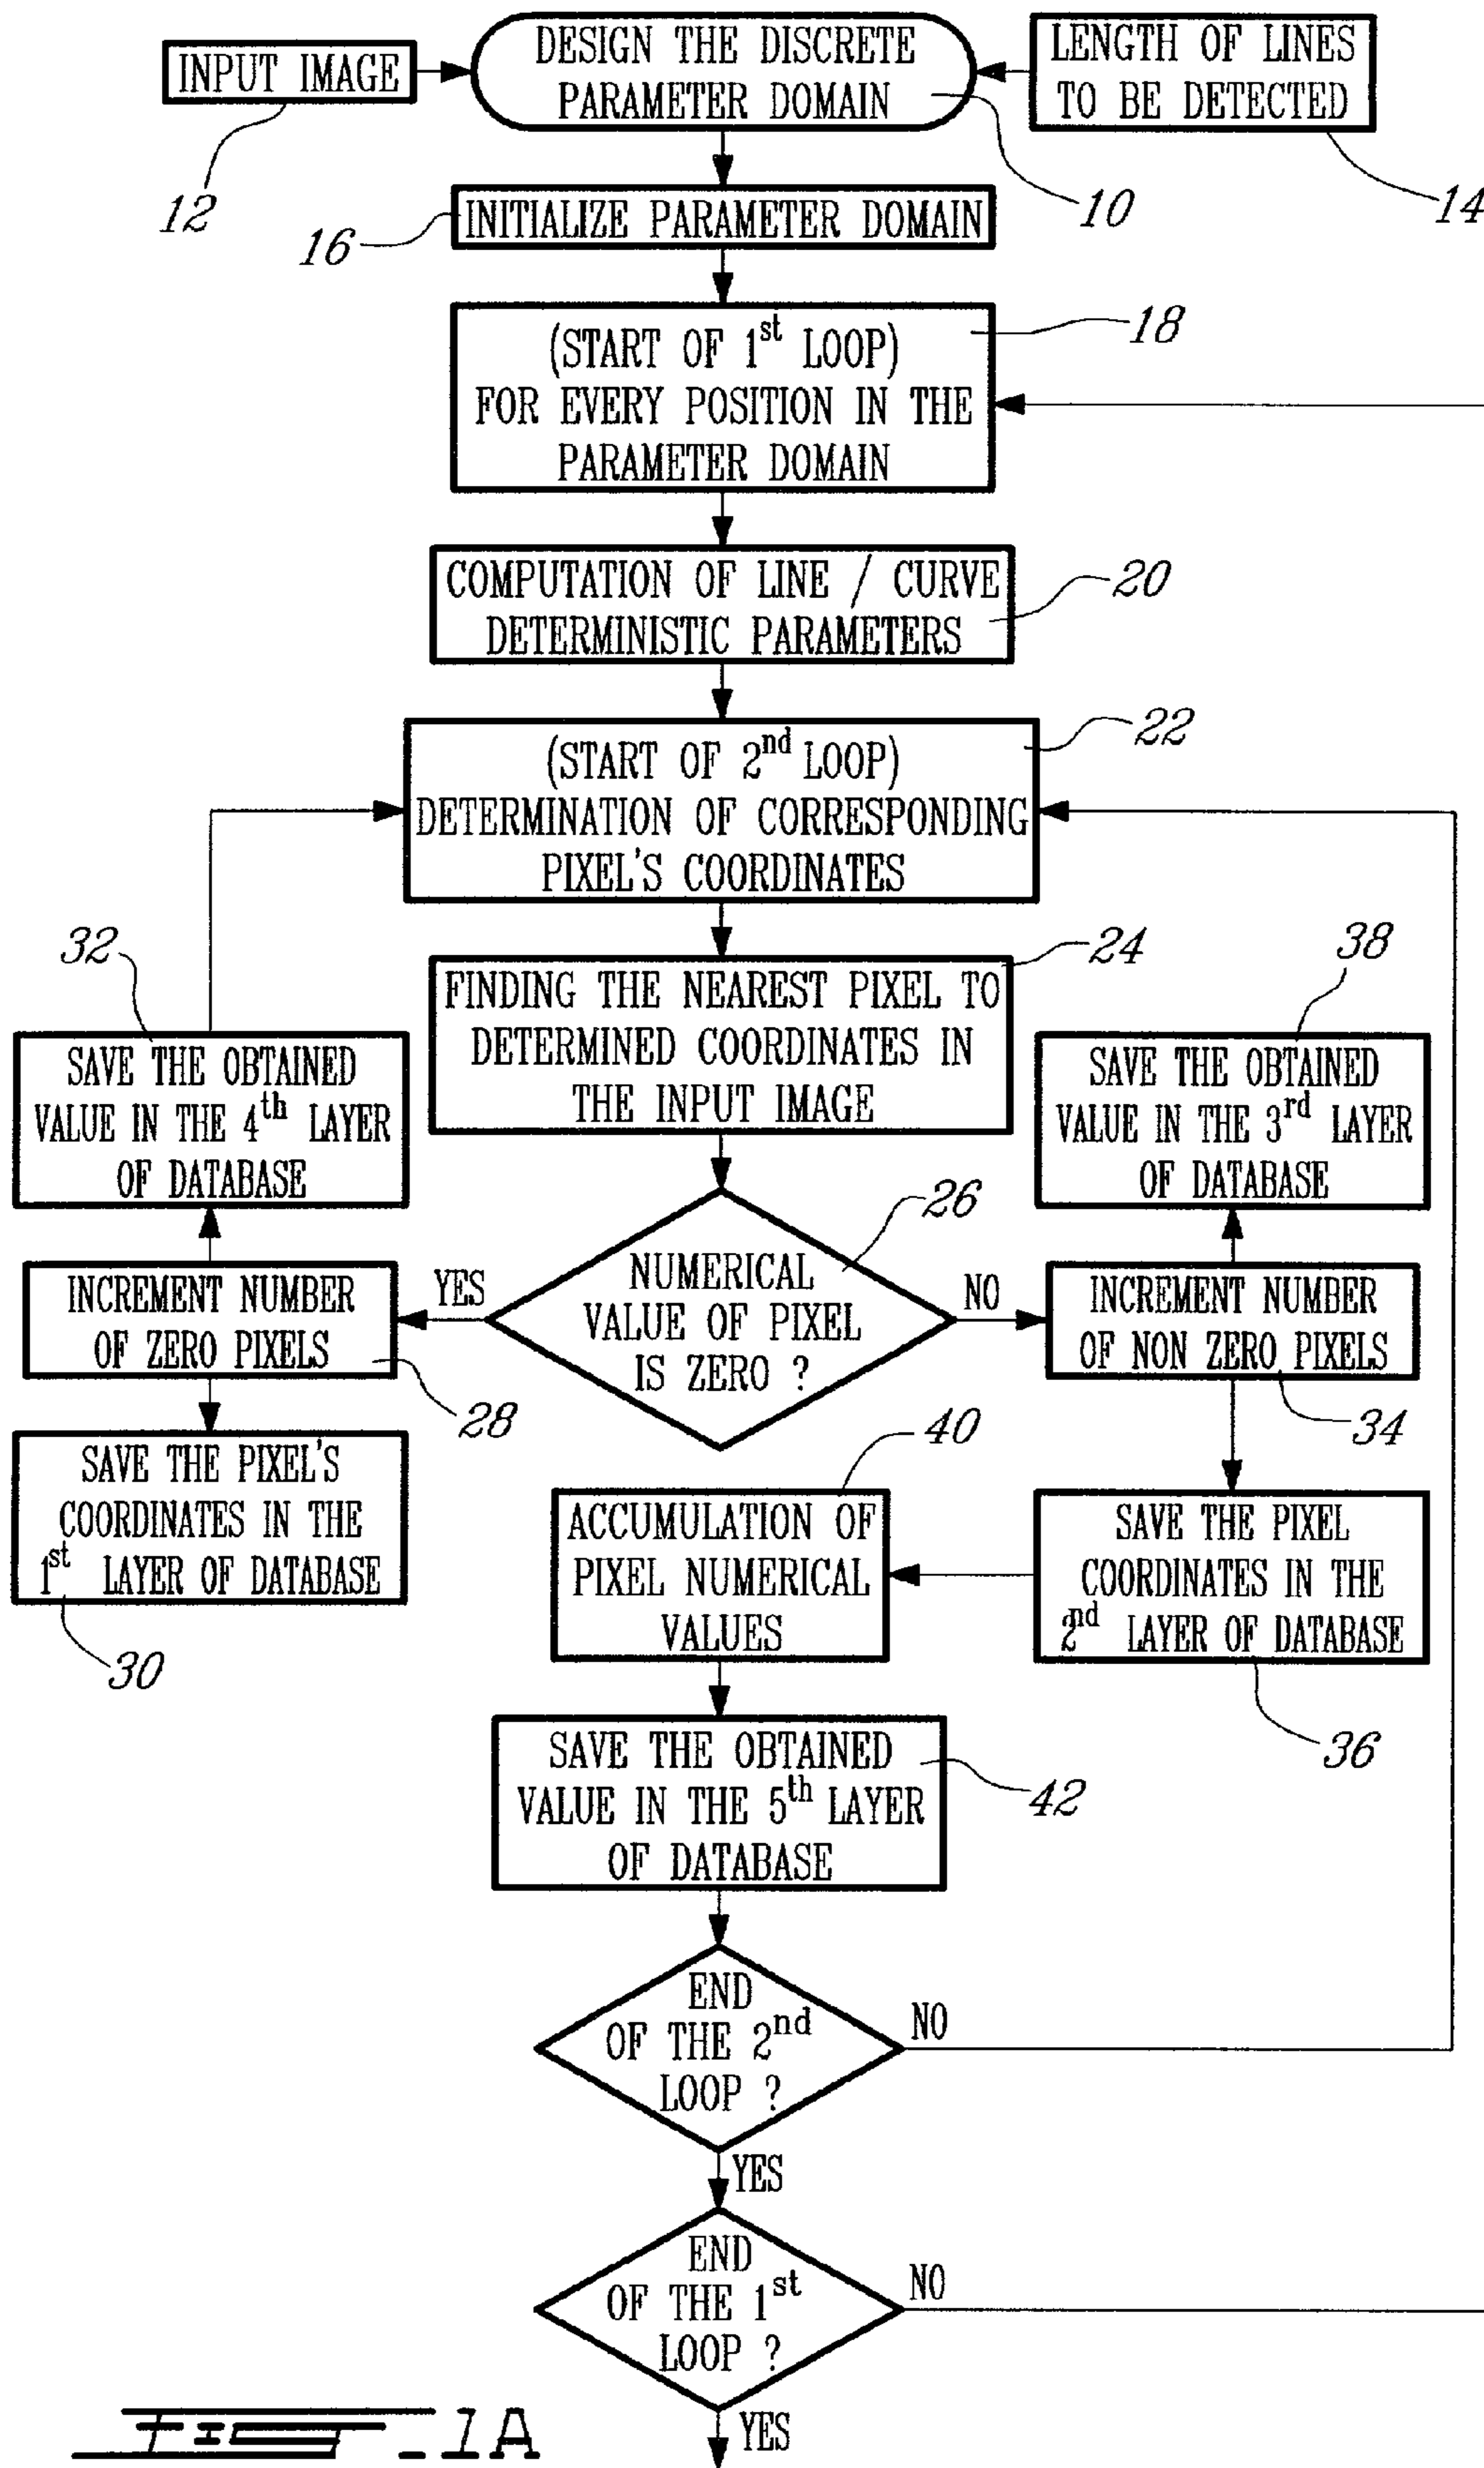 INPUT IMAGE
DESIGN THE DISCRETE
PARAMETER DOMAIN
LENGTH OF LINES
TO BE DETECTED
12
10
14
16
INITIALIZE PARAMETER DOMAIN
(START OF 1st LOOP)
FOR EVERY POSITION IN THE
PARAMETER DOMAIN
18
COMPUTATION OF LINE / CURVE
DETERMINISTIC PARAMETERS
20
(START OF 2nd LOOP)
DETERMINATION OF CORRESPONDING
PIXEL'S COORDINATES
22
32
FINDING THE NEAREST PIXEL TO
DETERMINED COORDINATES IN
THE INPUT IMAGE
24
38
SAVE THE OBTAINED
VALUE IN THE 4th LAYER
OF DATABASE
SAVE THE OBTAINED
VALUE IN THE 3rd LAYER
OF DATABASE
26
INCREMENT NUMBER
OF ZERO PIXELS
YES
NUMERICAL
VALUE OF PIXEL
IS ZERO ?
NO
INCREMENT NUMBER
OF NON ZERO PIXELS
28
34
SAVE THE PIXEL'S
COORDINATES IN THE
1st LAYER OF DATABASE
30
40
ACCUMULATION OF
PIXEL NUMERICAL
VALUES
SAVE THE PIXEL
COORDINATES IN THE
2nd LAYER OF DATABASE
36
SAVE THE OBTAINED
VALUE IN THE 5th LAYER
OF DATABASE
42
END
OF THE 2nd
LOOP ?
NO
YES
END
OF THE 1st
LOOP ?
NO
YES
FIG_1A